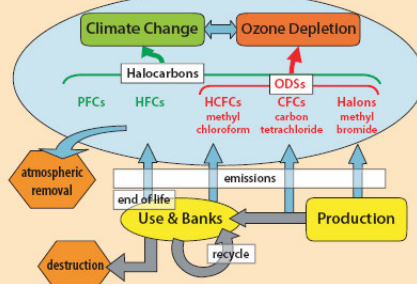 Climate Change
Ozone Depletion
Halocarbons
ODSs
PFCs
HFCs
HCFCs
methyl
chloroform
CFCs
carbon
tetrachloride
Halons
methyl
bromide
atmospheric
removal
emissions
end of life
Use & Banks
Production
recycle
destruction